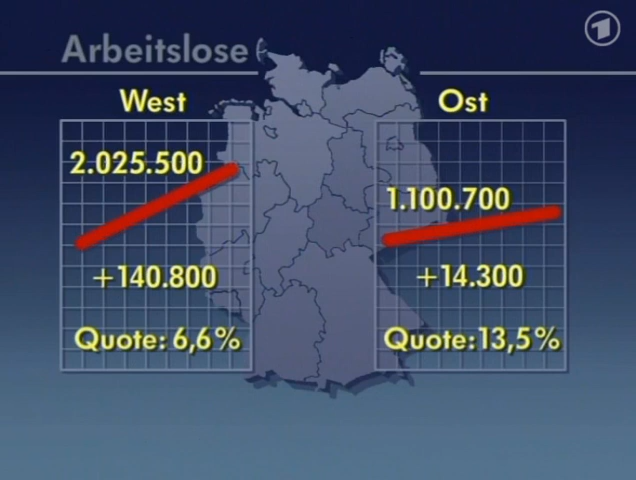 Arbeitslose
West
2.025.500
+140.800
Quote: 6,6%
Ost
1.100.700
+14.300
Quote:13,5%
1